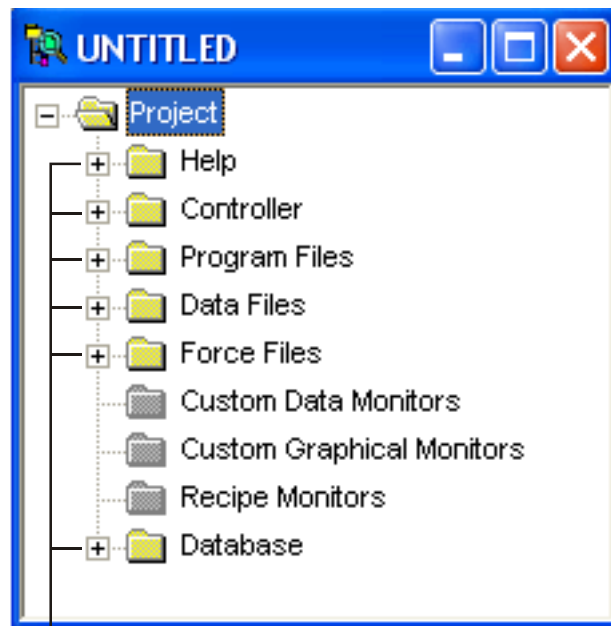 UNTITLED
Project
Help
Controller
Program Files
Data Files
Force Files
Custom Data Monitors
Custom Graphical Monitors
Recipe Monitors
Database